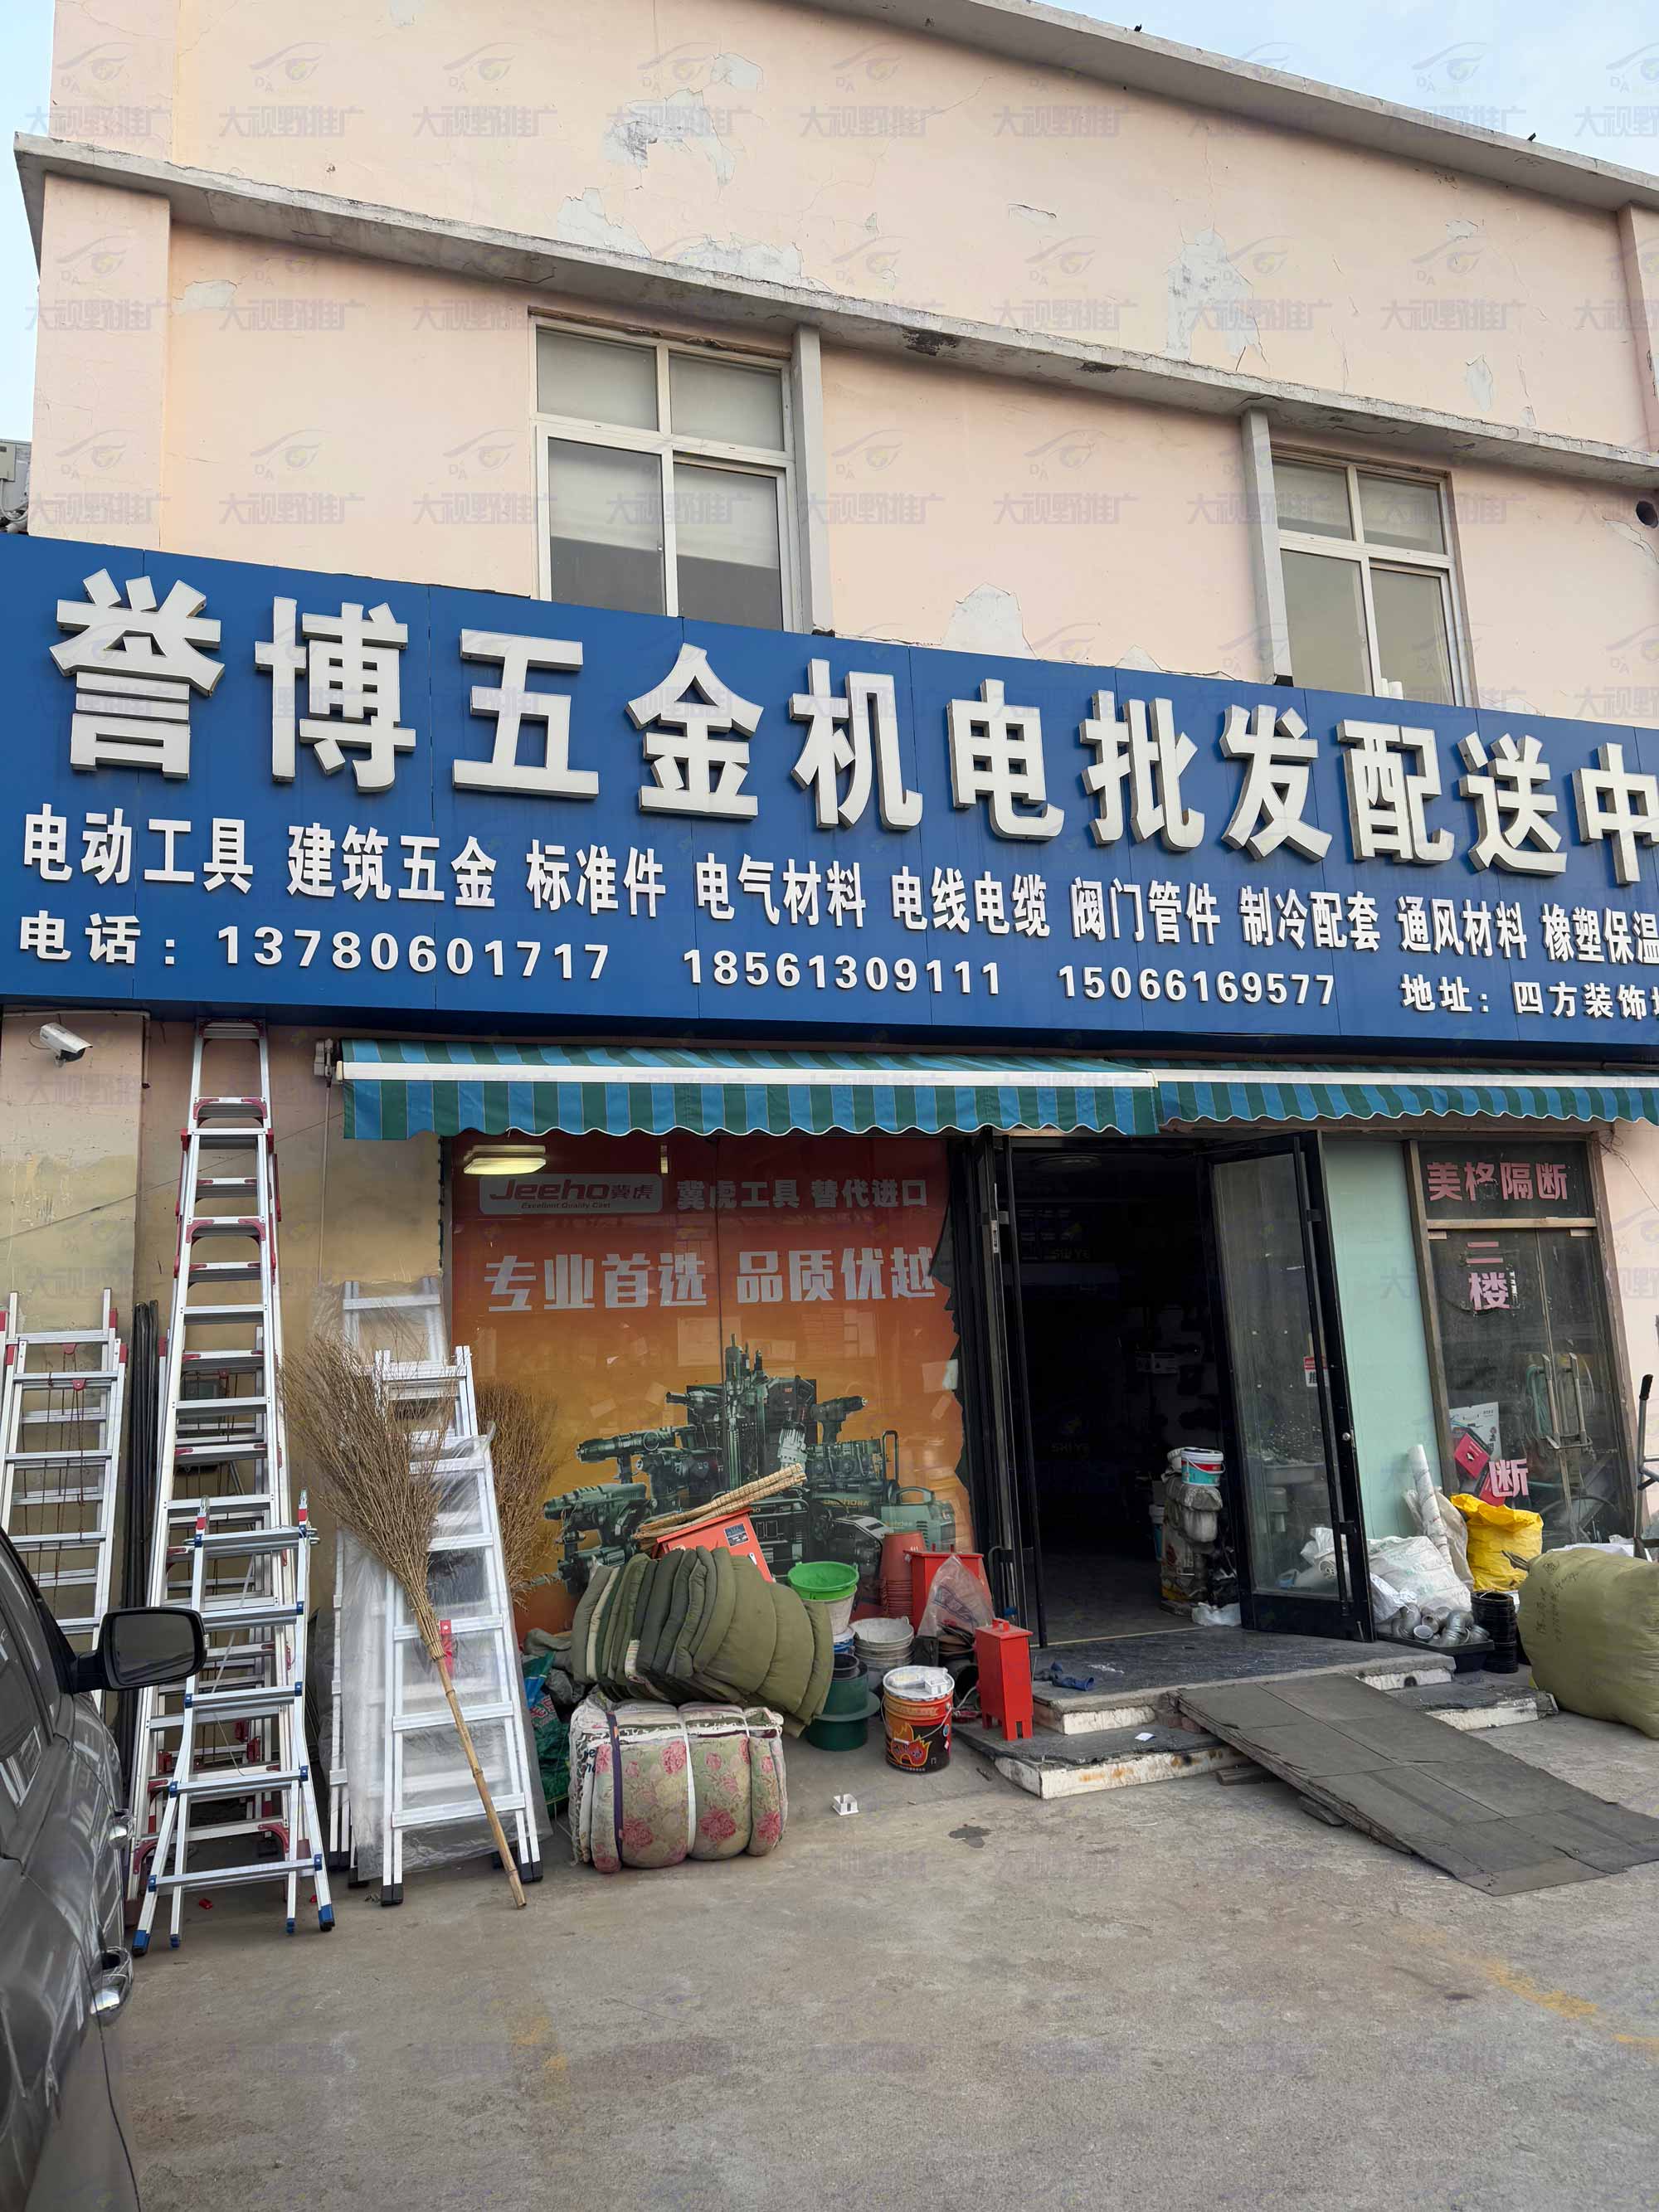 誉博五金机电批发配送中
电动工具 建筑五金 标准件 电气材料 电线电缆 阀门管件 制冷配套 通风材料 橡塑保温
电话：13780601717 18561309111 15066169577 地址：四方装饰
Jeeho冀虎 冀虎工具 替代进口
Excellent Quality Cast
专业首选 品质优越
美格隔断
二楼
断
大视野推广